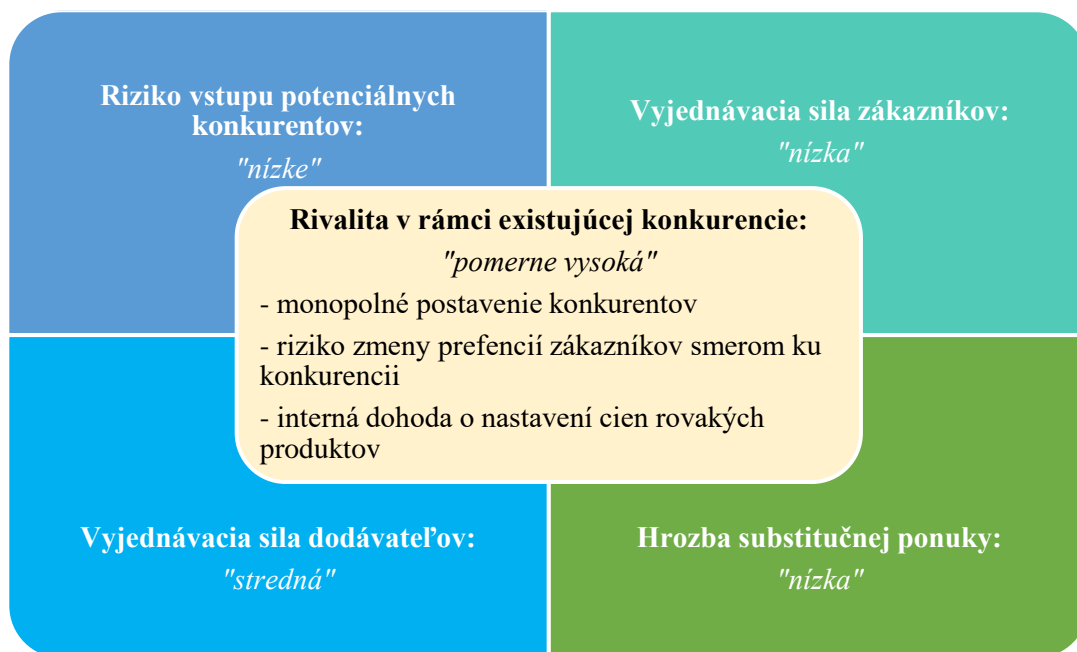 Riziko vstupu potenciálnych
konkurentov:
"nízke"
Vyjednávacia sila zákazníkov:
"nízka"
Rivalita v rámci existujúcej konkurencie:
"pomerne vysoká"
- monopolné postavenie konkurentov
- riziko zmeny prefencií zákazníkov smerom ku
konkurencii
- interná dohoda o nastavení cien rovakých
produktov
Vyjednávacia sila dodávateľov:
"stredná"
Hrozba substitučnej ponuky:
"nízka"